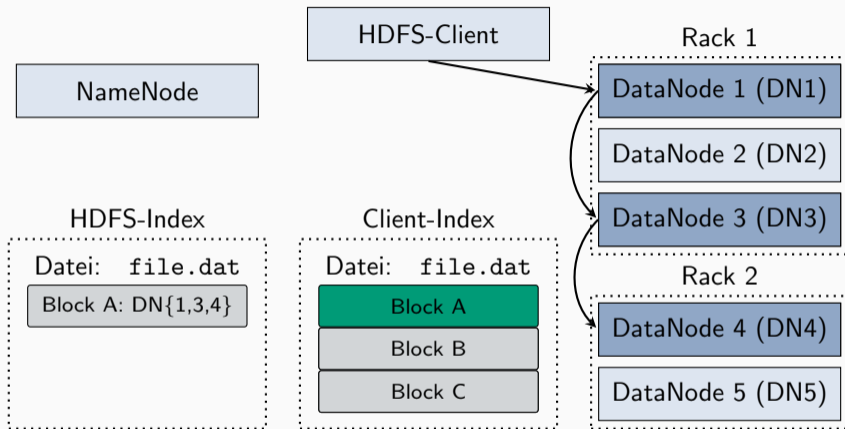 HDFS-Client
NameNode
Rack 1
DataNode 1 (DN1)
DataNode 2 (DN2)
DataNode 3 (DN3)
HDFS-Index
Datei: file.dat
Block A: DN{1,3,4}
Client-Index
Datei: file.dat
Block A
Block B
Block C
Rack 2
DataNode 4 (DN4)
DataNode 5 (DN5)